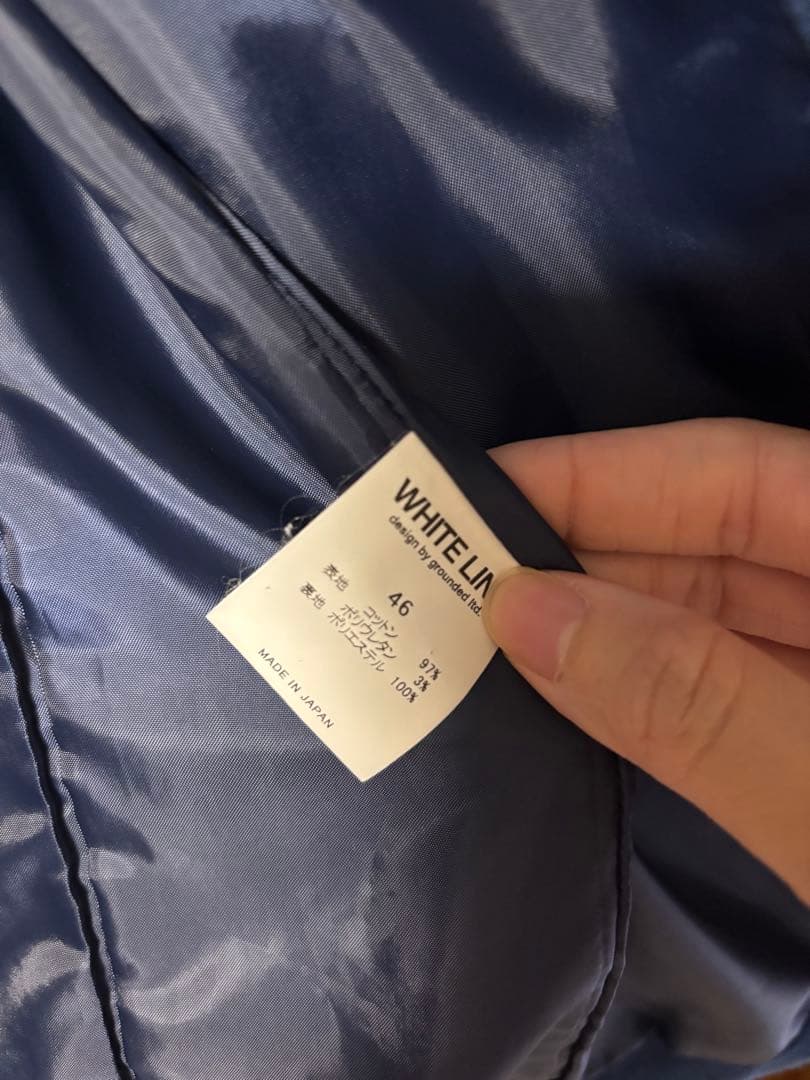 WHITE LIN
design by grounded ltd.
46
表地 コットン 97%
ポリウレタン 3%
裏地 ポリエステル 100%
MADE IN JAPAN